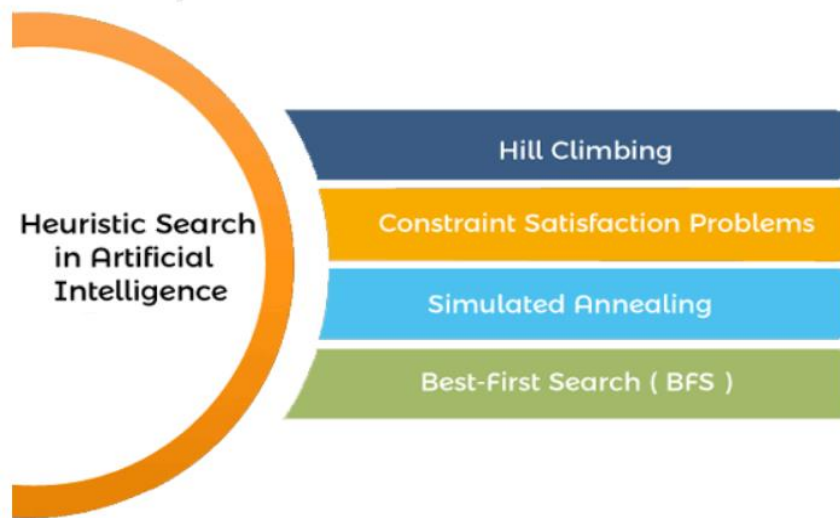 Heuristic Search
in Artificial
Intelligence
Hill Climbing
Constraint Satisfaction Problems
Simulated Annealing
Best-First Search ( BFS )